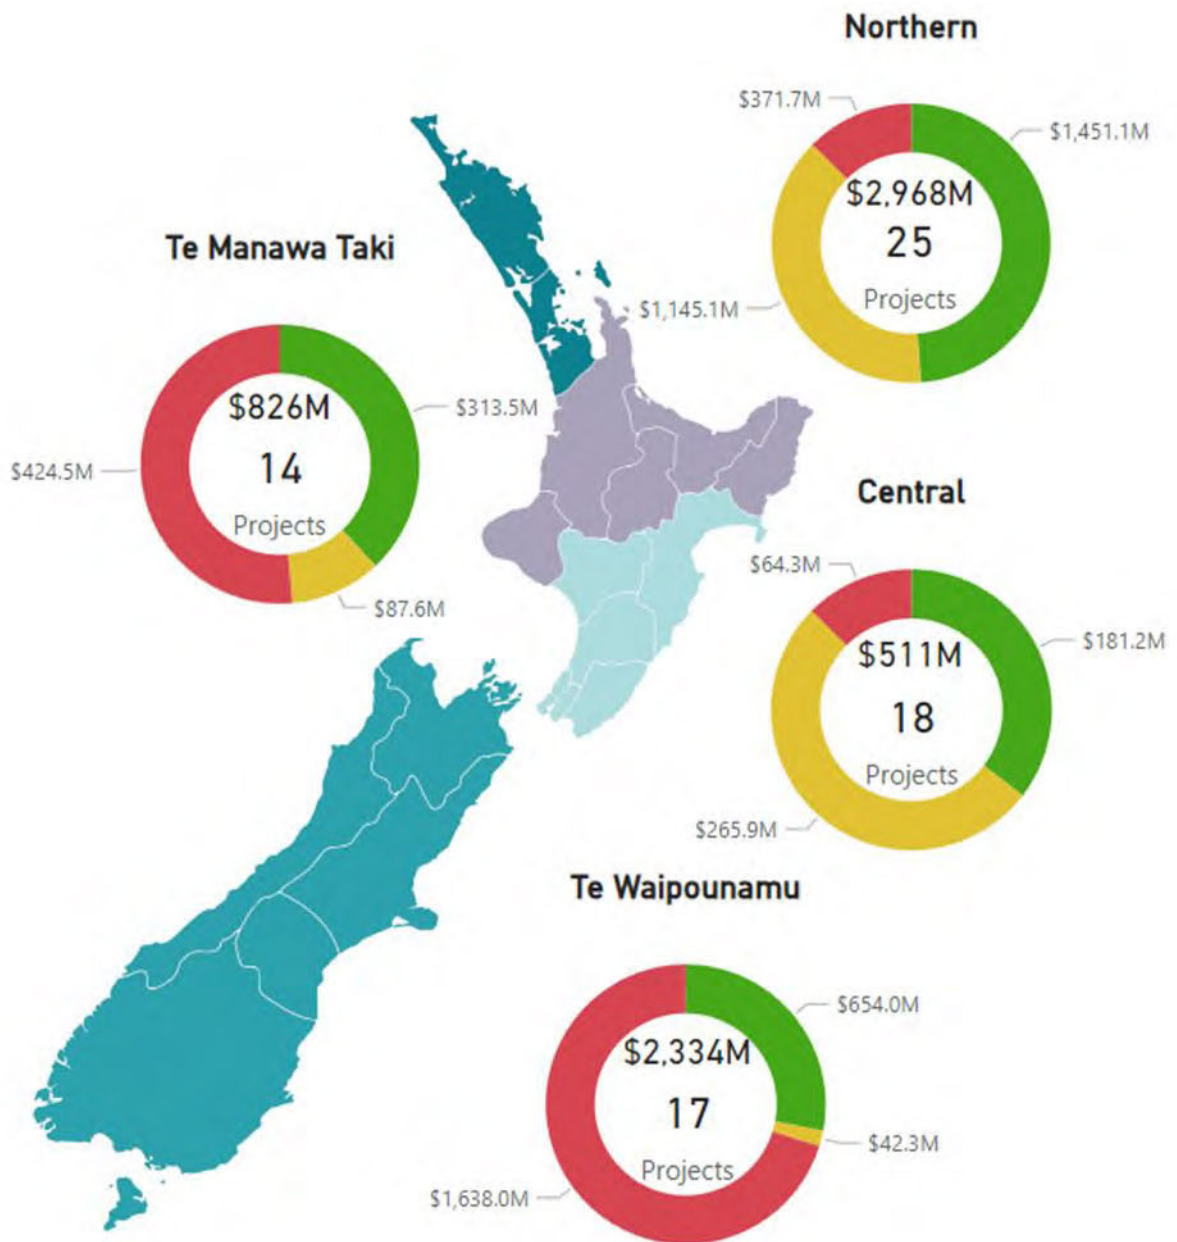 Northern
$371.7M
$1,451.1M
$2,968M
25
Projects
$1,145.1M
Te Manawa Taki
$826M
14
Projects
$313.5M
$424.5M
$87.6M
Central
$64.3M
$181.2M
$511M
18
Projects
$265.9M
Te Waipounamu
$654.0M
$2,334M
17
Projects
$42.3M
$1,638.0M